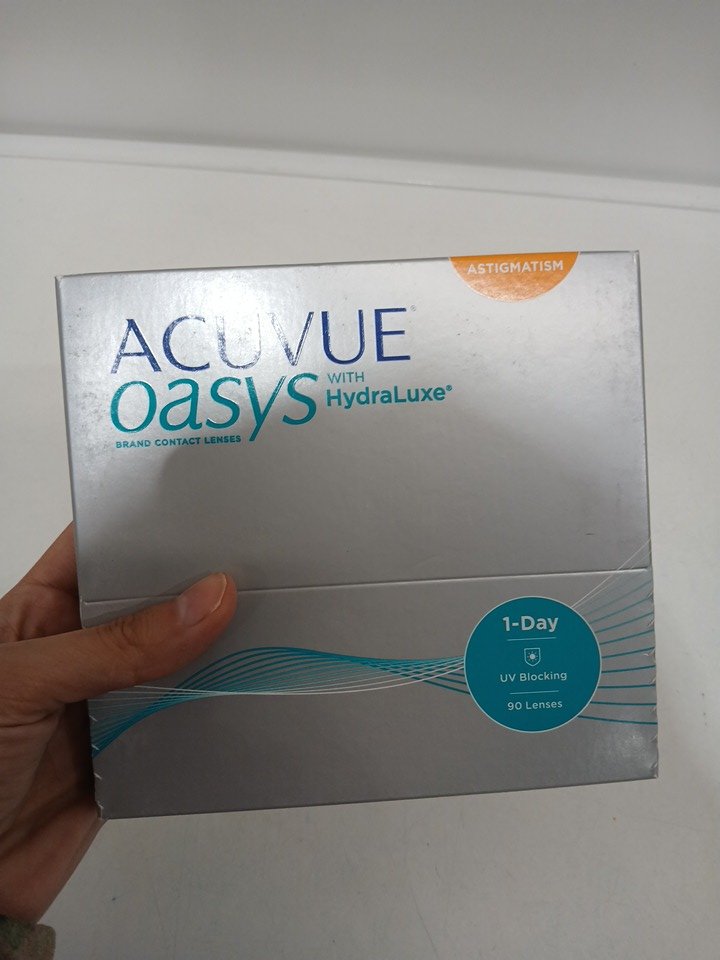 ASTIGMATISM
ACUVUE®
oasys WITH
HydraLuxe®
BRAND CONTACT LENSES
1-Day
UV Blocking
90 Lenses